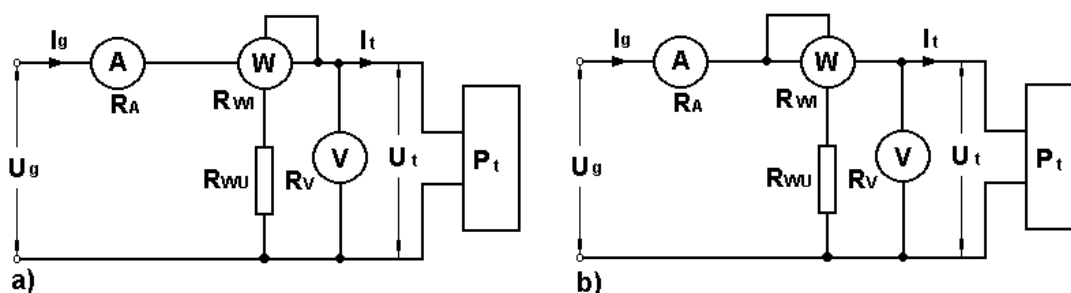 Ig
A
RA
W
RWI
It
RWU
RV
V
Ut
Pt
Ug
a)
Ig
A
RA
W
RWI
It
RWU
RV
V
Ut
Pt
Ug
b)